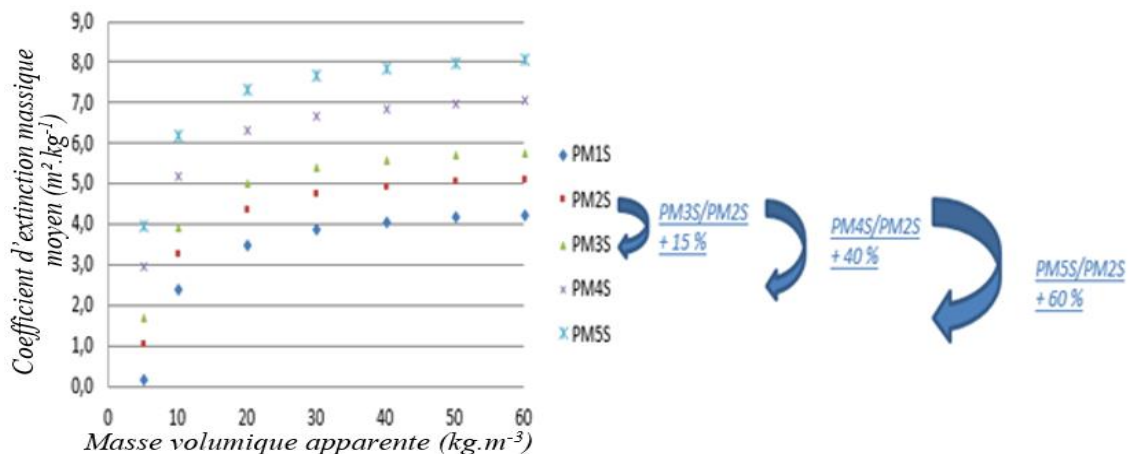 Coefficient d'extinction massique
moyen (m².kg⁻¹)
9,0
8,0
7,0
6,0
5,0
4,0
3,0
2,0
1,0
0,0
0 10 20 30 40 50 60
Masse volumique apparente (kg.m⁻³)
PM1S
PM2S
PM3S
PM4S
PM5S
PM3S/PM2S
+ 15 %
PM4S/PM2S
+ 40 %
PM5S/PM2S
+ 60 %